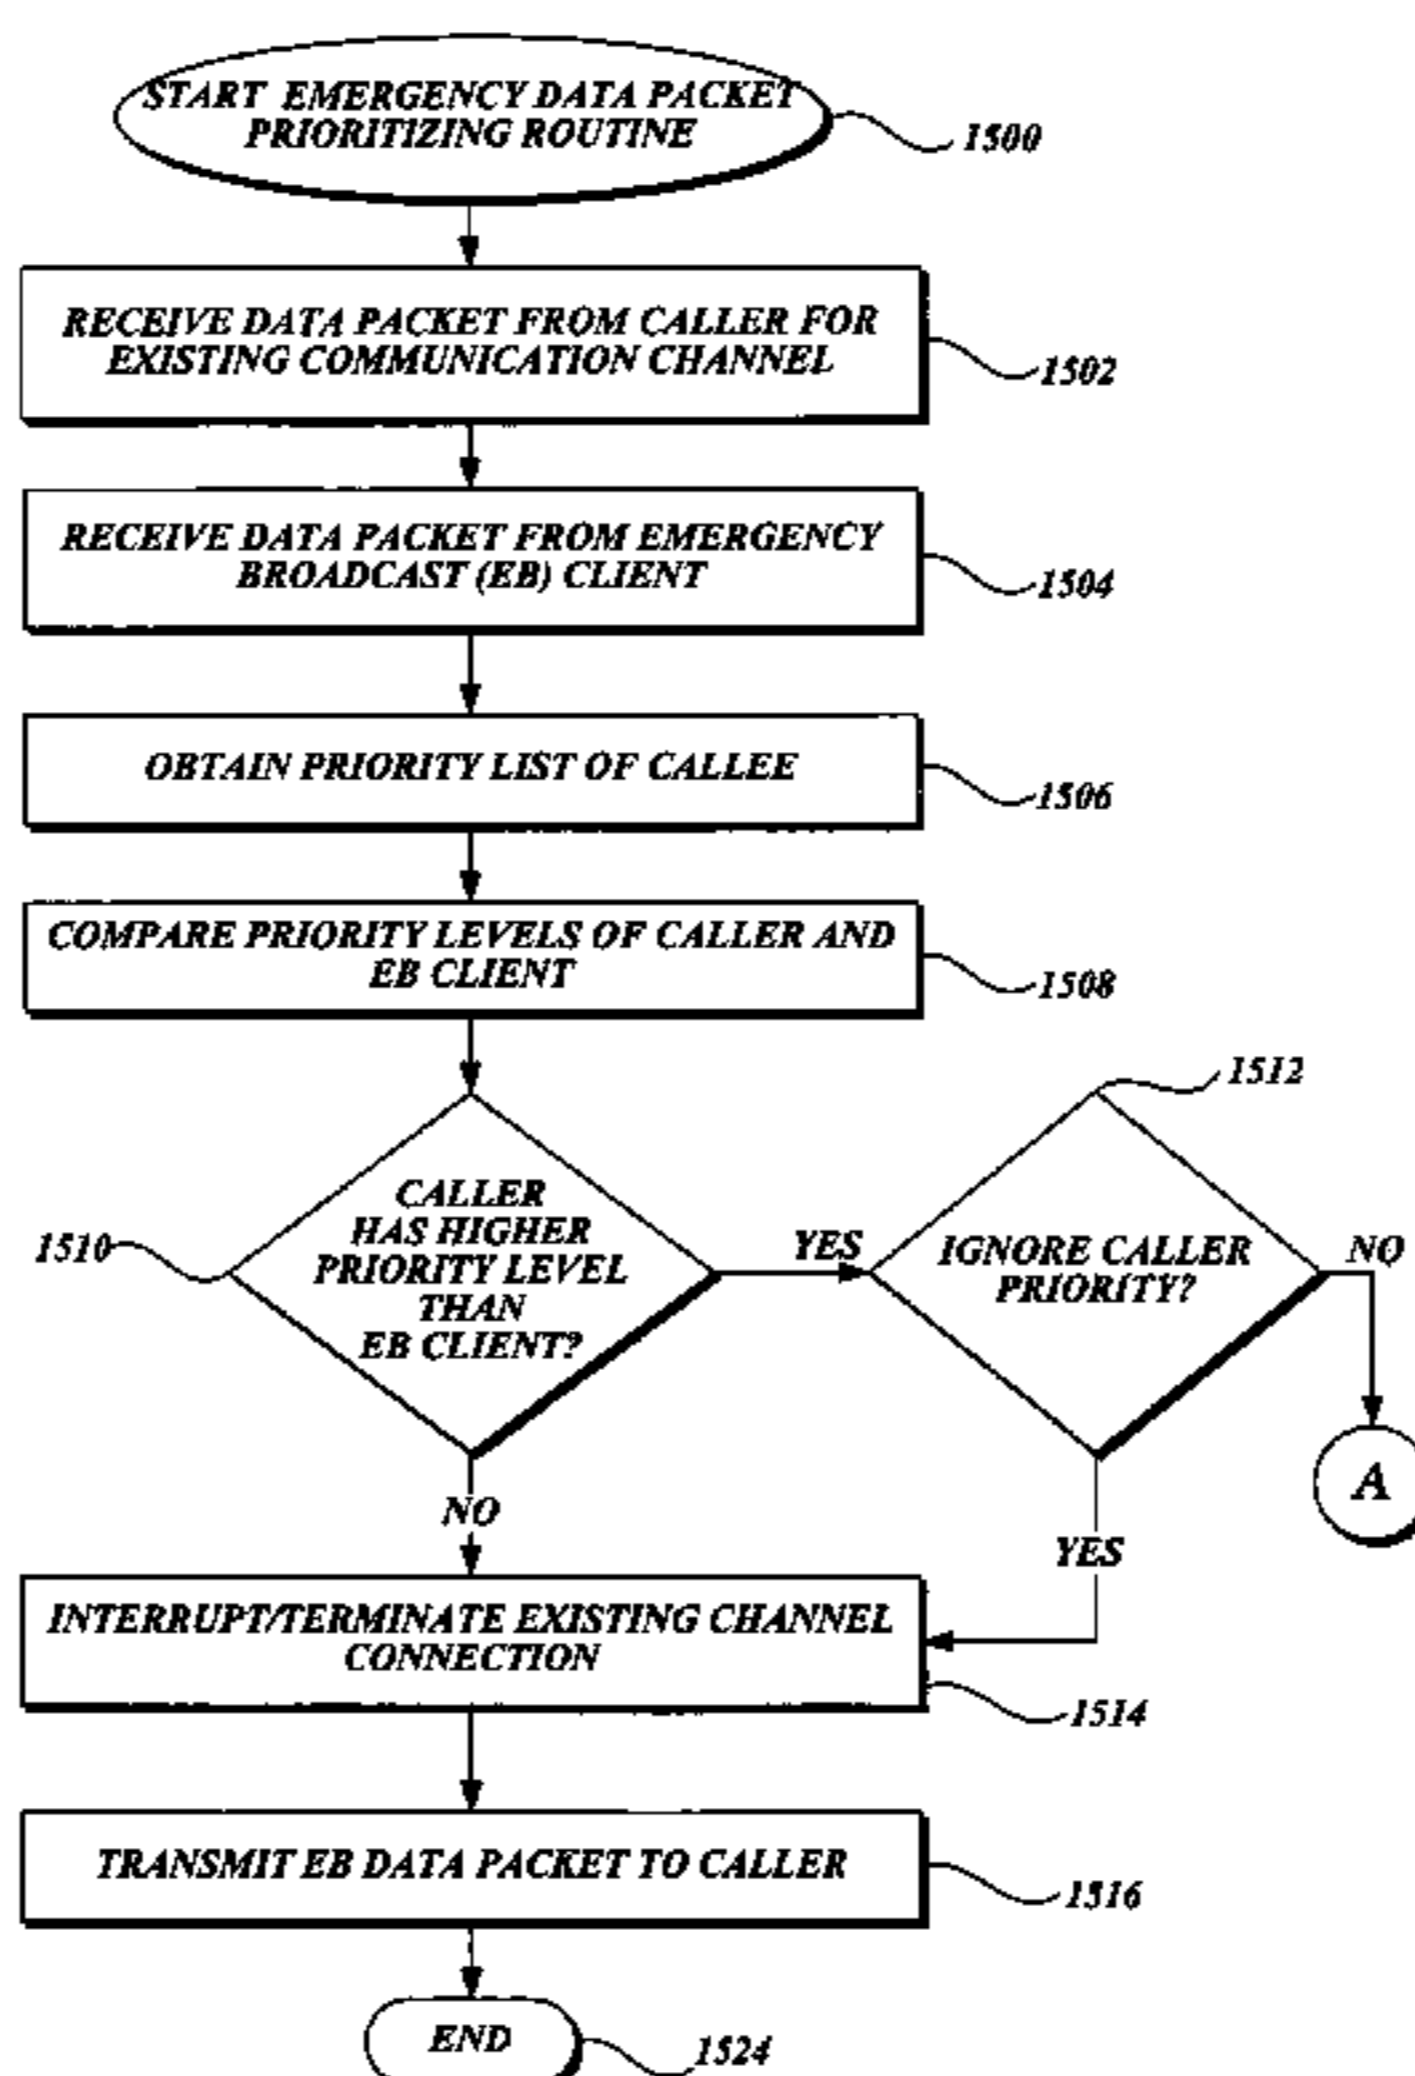 START EMERGENCY DATA PACKET
PRIORITIZING ROUTINE
1500
RECEIVE DATA PACKET FROM CALLER FOR
EXISTING COMMUNICATION CHANNEL
1502
RECEIVE DATA PACKET FROM EMERGENCY
BROADCAST (EB) CLIENT
1504
OBTAIN PRIORITY LIST OF CALLEE
1506
COMPARE PRIORITY LEVELS OF CALLER AND
EB CLIENT
1508
1512
CALLER
HAS HIGHER
PRIORITY LEVEL
THAN
EB CLIENT?
1510
YES
IGNORE CALLER
PRIORITY?
NO
A
NO
YES
INTERRUPT/TERMINATE EXISTING CHANNEL
CONNECTION
1514
TRANSMIT EB DATA PACKET TO CALLER
1516
END
1524